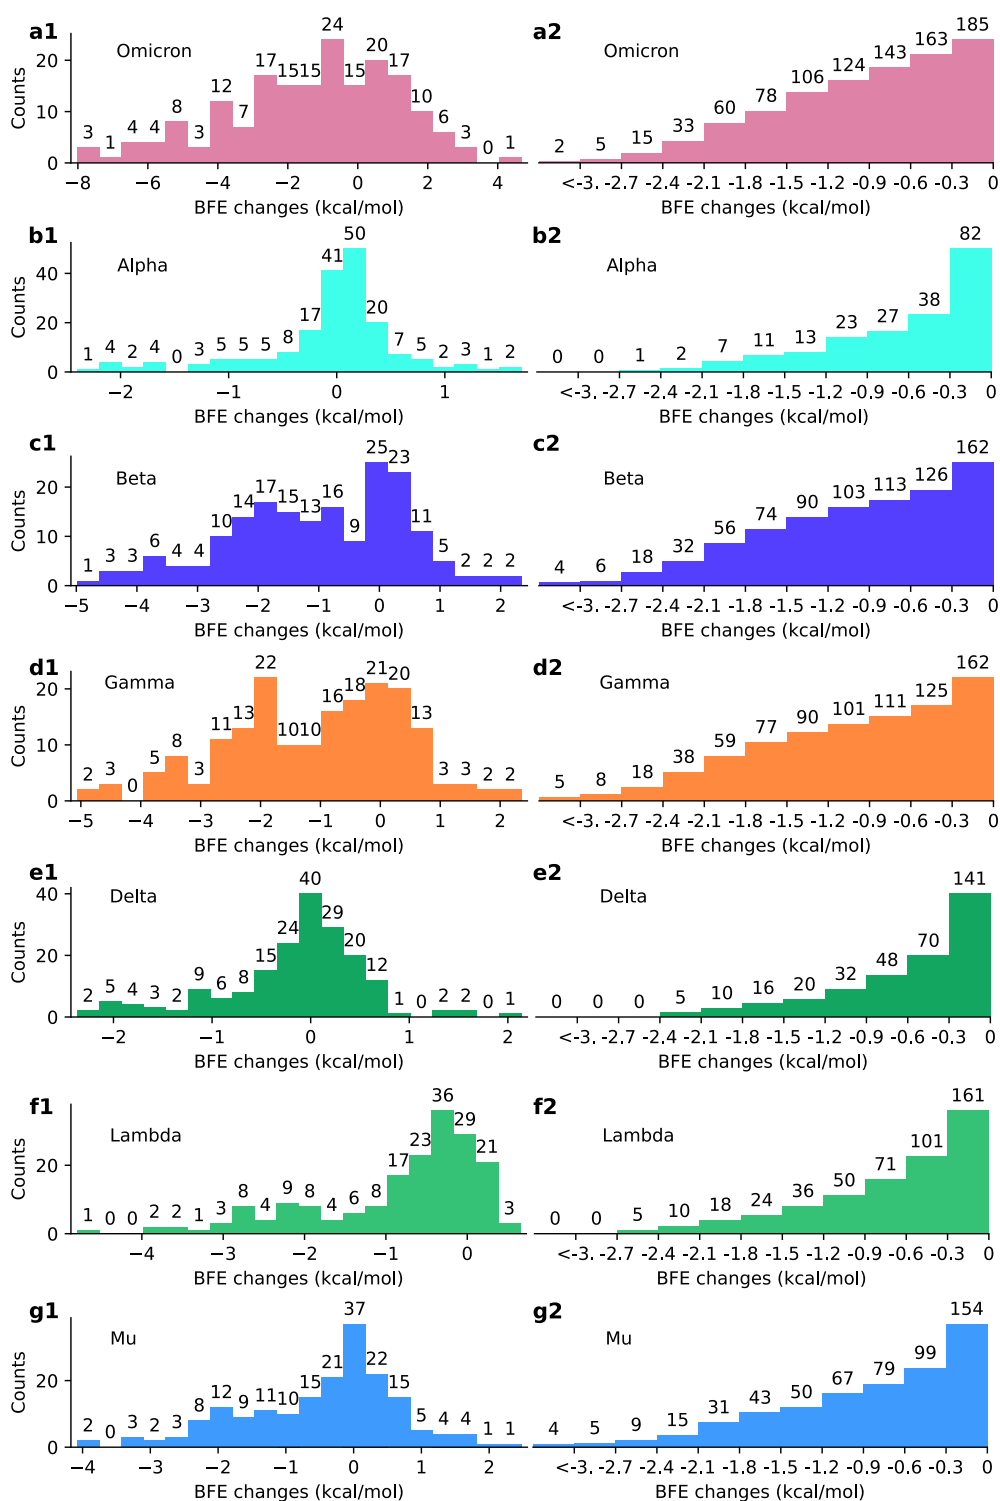 a1 Omicron
3 1 4 4 8 3 12 7 17 15 15 24 15 20 17 10 6 3 0 1
Counts
0 20
−8 −6 −4 −2 0 2 4
BFE changes (kcal/mol)
a2 Omicron
2 5 15 33 60 78 106 124 143 163 185
<-3. -2.7 -2.4 -2.1 -1.8 -1.5 -1.2 -0.9 -0.6 -0.3 0
BFE changes (kcal/mol)
b1 Alpha
1 4 2 4 0 3 5 5 5 8 17 41 50 20 7 5 2 3 1 2
Counts
0 20 40
−2 −1 0 1
BFE changes (kcal/mol)
b2 Alpha
0 0 1 2 7 11 13 23 27 38 82
<-3. -2.7 -2.4 -2.1 -1.8 -1.5 -1.2 -0.9 -0.6 -0.3 0
BFE changes (kcal/mol)
c1 Beta
1 3 3 6 4 4 10 14 17 15 13 16 9 25 23 11 5 2 2 2
Counts
0 20
−5 −4 −3 −2 −1 0 1 2
BFE changes (kcal/mol)
c2 Beta
4 6 18 32 56 74 90 103 113 126 162
<-3. -2.7 -2.4 -2.1 -1.8 -1.5 -1.2 -0.9 -0.6 -0.3 0
BFE changes (kcal/mol)
d1 Gamma
2 3 0 5 8 3 11 13 22 10 10 16 18 21 20 13 3 3 2 2
Counts
0 10 20
−5 −4 −3 −2 −1 0 1 2
BFE changes (kcal/mol)
d2 Gamma
5 8 18 38 59 77 90 101 111 125 162
<-3. -2.7 -2.4 -2.1 -1.8 -1.5 -1.2 -0.9 -0.6 -0.3 0
BFE changes (kcal/mol)
e1 Delta
2 5 4 3 2 9 6 8 15 24 40 29 20 12 1 0 2 2 0 1
Counts
0 20 40
−2 −1 0 1 2
BFE changes (kcal/mol)
e2 Delta
0 0 0 5 10 16 20 32 48 70 141
<-3. -2.7 -2.4 -2.1 -1.8 -1.5 -1.2 -0.9 -0.6 -0.3 0
BFE changes (kcal/mol)
f1 Lambda
1 0 0 2 2 1 3 8 4 9 8 4 6 8 17 23 36 29 21 3
Counts
0 20
−4 −3 −2 −1 0
BFE changes (kcal/mol)
f2 Lambda
0 0 5 10 18 24 36 50 71 101 161
<-3. -2.7 -2.4 -2.1 -1.8 -1.5 -1.2 -0.9 -0.6 -0.3 0
BFE changes (kcal/mol)
g1 Mu
2 0 3 2 3 8 12 9 11 10 15 21 37 22 15 5 4 4 1 1
Counts
0 20
−4 −3 −2 −1 0 1 2
BFE changes (kcal/mol)
g2 Mu
4 5 9 15 31 43 50 67 79 99 154
<-3. -2.7 -2.4 -2.1 -1.8 -1.5 -1.2 -0.9 -0.6 -0.3 0
BFE changes (kcal/mol)